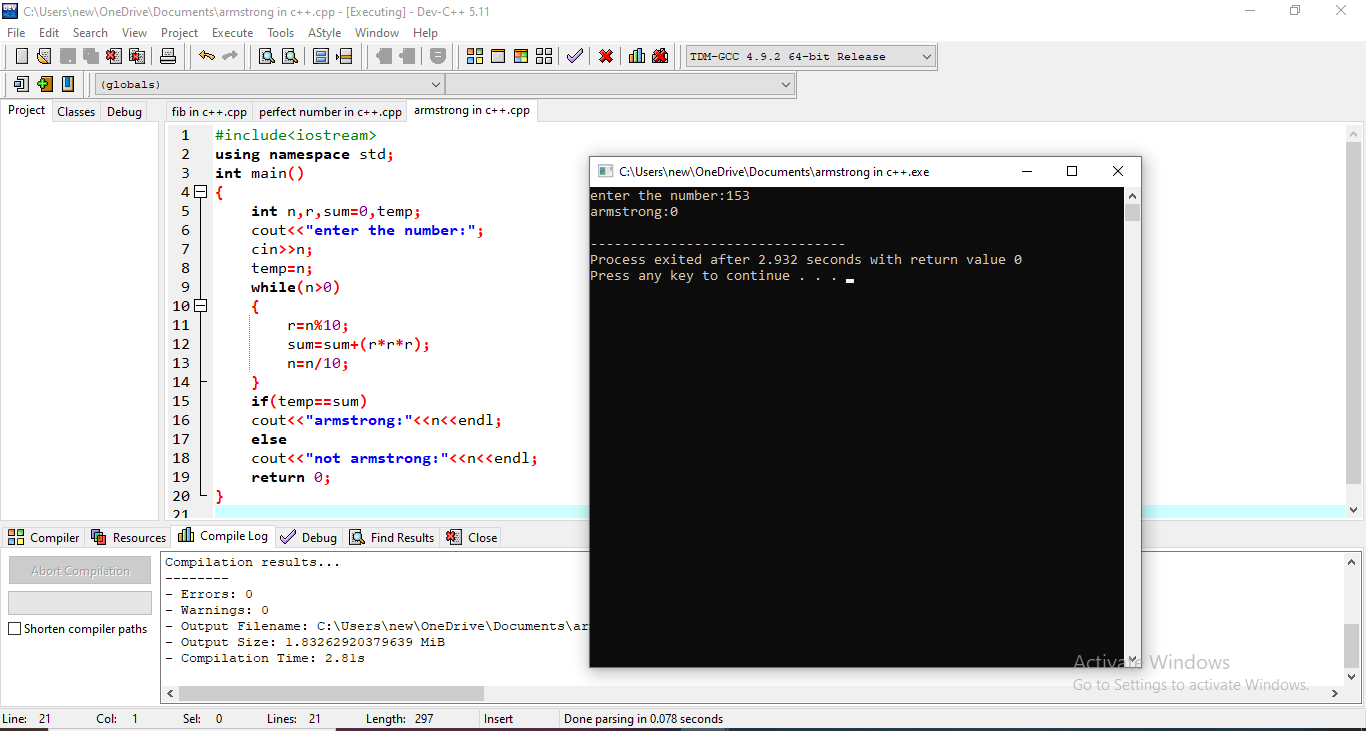 C:\Users\new\OneDrive\Documents\armstrong in c++.cpp - [Executing] - Dev-C++ 5.11
File Edit Search View Project Execute Tools AStyle Window Help
TDM-GCC 4.9.2 64-bit Release
(globals)
Project Classes Debug
fib in c++.cpp perfect number in c++.cpp armstrong in c++.cpp
1 #include<iostream>
2 using namespace std;
3 int main()
4 {
5 int n,r,sum=0,temp;
6 cout<<"enter the number:";
7 cin>>n;
8 temp=n;
9 while(n>0)
10 {
11 r=n%10;
12 sum=sum+(r*r*r);
13 n=n/10;
14 }
15 if(temp==sum)
16 cout<<"armstrong:"<<n<<endl;
17 else
18 cout<<"not armstrong:"<<n<<endl;
19 return 0;
20 }
21
C:\Users\new\OneDrive\Documents\armstrong in c++.exe
enter the number:153
armstrong:0
--------------------------------
Process exited after 2.932 seconds with return value 0
Press any key to continue . . .
Compiler Resources Compile Log Debug Find Results Close
Abort Compilation
Shorten compiler paths
Compilation results...
--------
- Errors: 0
- Warnings: 0
- Output Filename: C:\Users\new\OneDrive\Documents\ar
- Output Size: 1.83262920379639 MiB
- Compilation Time: 2.81s
Activate Windows
Go to Settings to activate Windows.
Line: 21 Col: 1 Sel: 0 Lines: 21 Length: 297 Insert Done parsing in 0.078 seconds